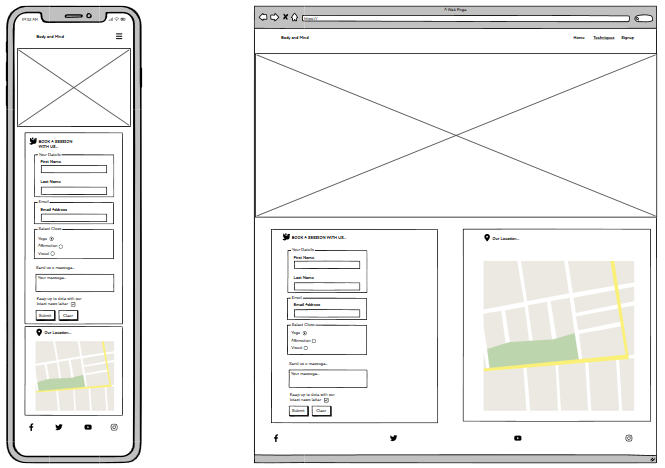 09:32 AM
Body and Mind
BOOK A SESSION
WITH US...
Your Details
First Name
Last Name
Email
Email Address
Select Class
Yoga
Affirmation
Visual
Send us a message...
Your message...
Keep up to date with our
latest news letter
Submit
Clear
Our Location...
A Web Page
https://
Body and Mind
Home
Techniques
Signup
BOOK A SESSION WITH US...
Your Details
First Name
Last Name
Email
Email Address
Select Class
Yoga
Affirmation
Visual
Send us a message...
Your message...
Keep up to date with our
latest news letter
Submit
Clear
Our Location...